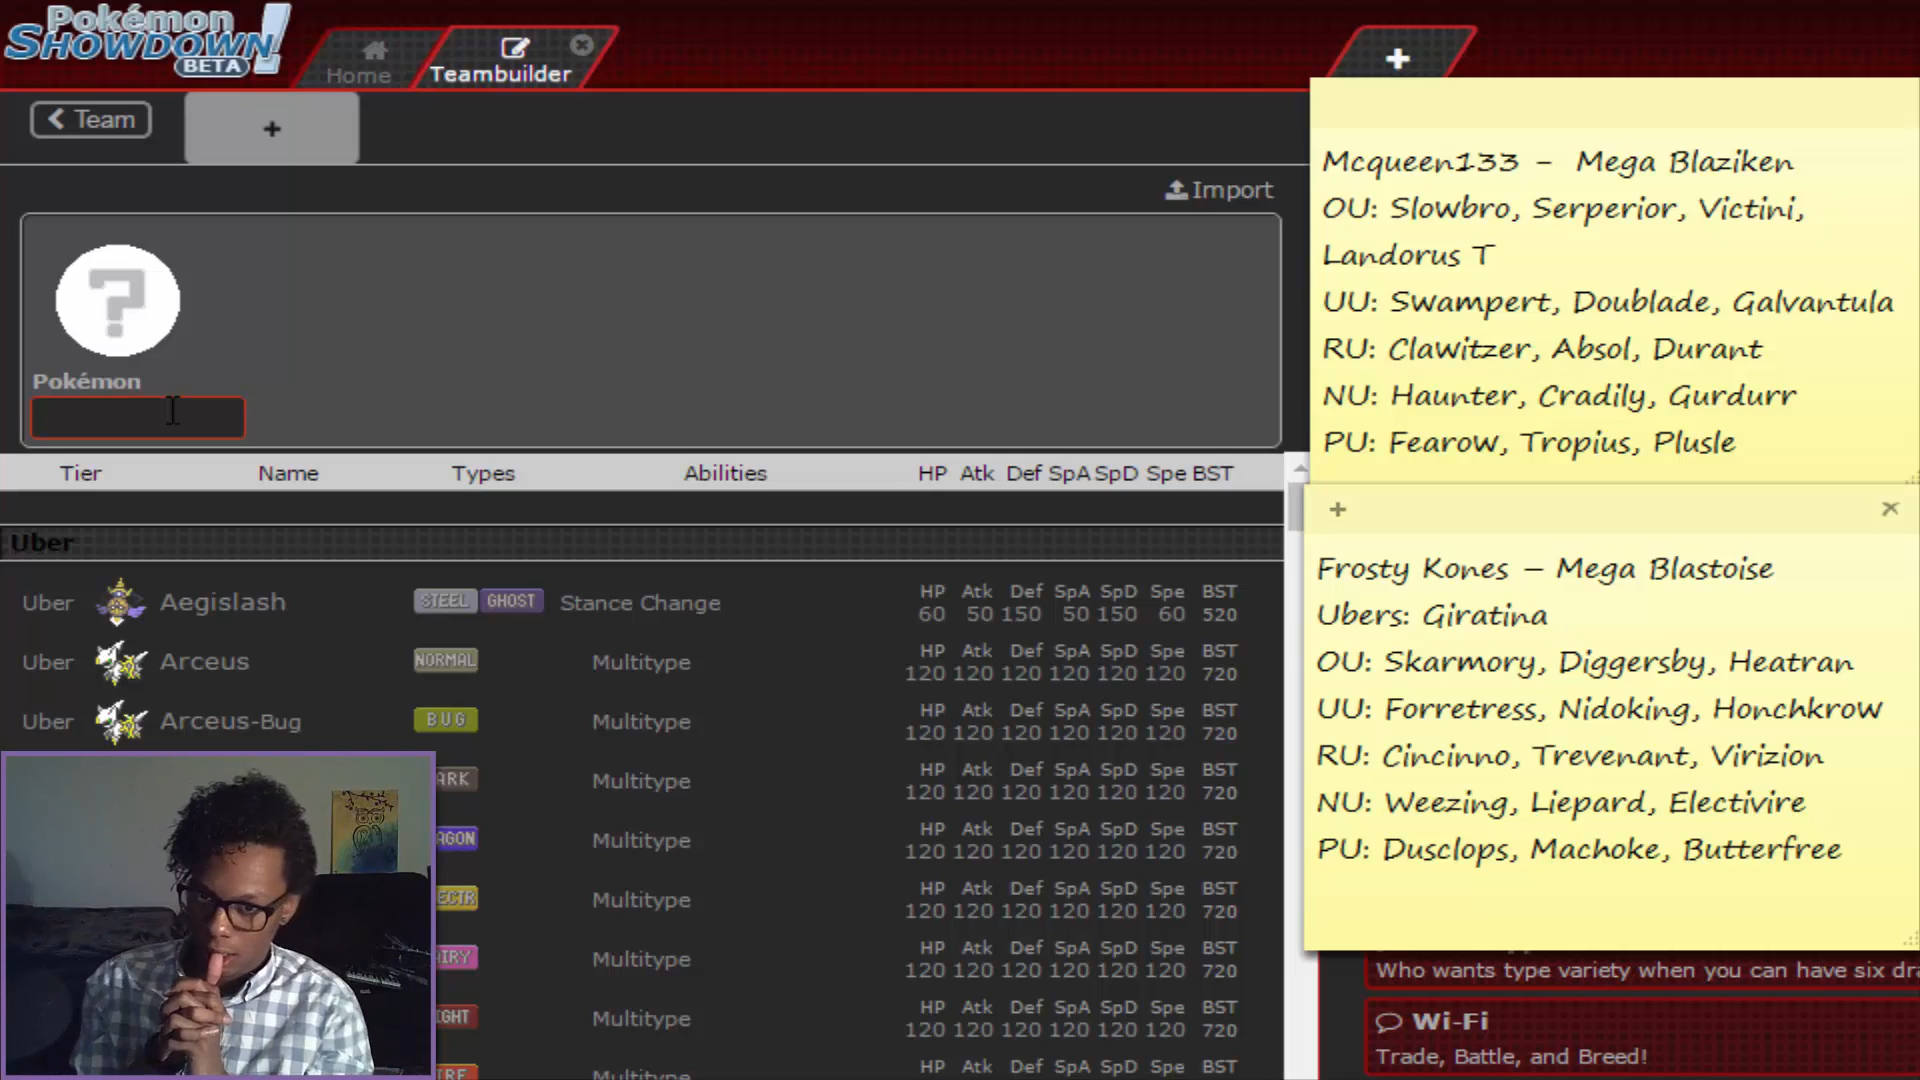 Pokémon
SHOWDOWN!
BETA
Home
Teambuilder
+
Team
+
Import
?
Pokémon
Tier Name Types Abilities HP Atk Def SpA SpD Spe BST
Uber
Uber Aegislash STEEL GHOST Stance Change HP Atk Def SpA SpD Spe BST
60 50 150 50 150 60 520
Uber Arceus NORMAL Multitype HP Atk Def SpA SpD Spe BST
120 120 120 120 120 120 720
Uber Arceus-Bug BUG Multitype HP Atk Def SpA SpD Spe BST
120 120 120 120 120 120 720
ARK Multitype HP Atk Def SpA SpD Spe BST
120 120 120 120 120 120 720
AGON Multitype HP Atk Def SpA SpD Spe BST
120 120 120 120 120 120 720
ECTR Multitype HP Atk Def SpA SpD Spe BST
120 120 120 120 120 120 720
IRY Multitype HP Atk Def SpA SpD Spe BST
120 120 120 120 120 120 720
IGHT Multitype HP Atk Def SpA SpD Spe BST
120 120 120 120 120 120 720
IRE Multitype HP Atk Def SpA SpD Spe BST
Mcqueen133 - Mega Blaziken
OU: Slowbro, Serperior, Victini,
Landorus T
UU: Swampert, Doublade, Galvantula
RU: Clawitzer, Absol, Durant
NU: Haunter, Cradily, Gurdurr
PU: Fearow, Tropius, Plusle
+ ×
Frosty Kones – Mega Blastoise
Ubers: Giratina
OU: Skarmory, Diggersby, Heatran
UU: Forretress, Nidoking, Honchkrow
RU: Cincinno, Trevenant, Virizion
NU: Weezing, Liepard, Electivire
PU: Dusclops, Machoke, Butterfree
Who wants type variety when you can have six dra
Wi-Fi
Trade, Battle, and Breed!